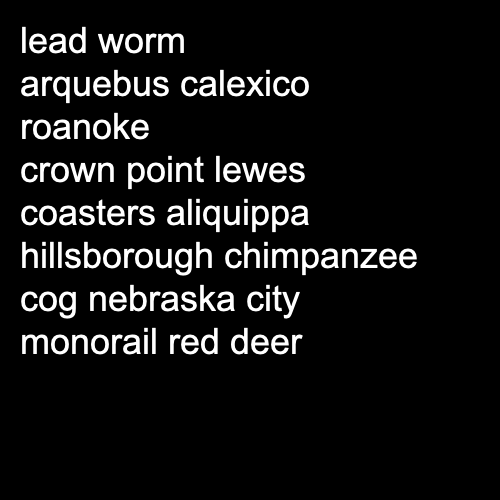 lead worm
arquebus calexico
roanoke
crown point lewes
coasters aliquippa
hillsborough chimpanzee
cog nebraska city
monorail red deer